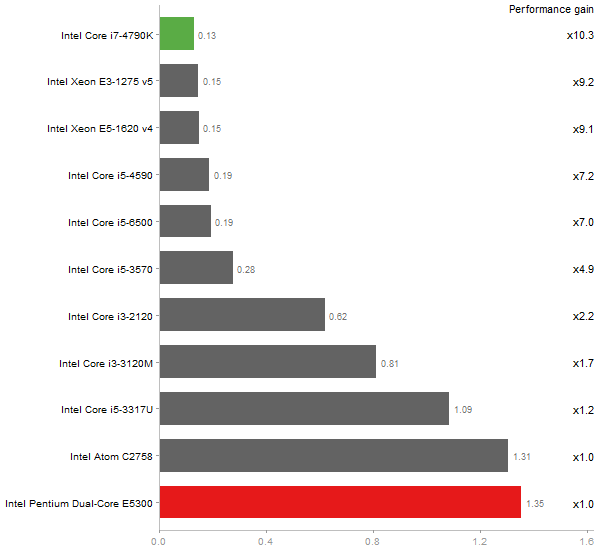 Performance gain
Intel Core i7-4790K 0.13 x10.3
Intel Xeon E3-1275 v5 0.15 x9.2
Intel Xeon E5-1620 v4 0.15 x9.1
Intel Core i5-4590 0.19 x7.2
Intel Core i5-6500 0.19 x7.0
Intel Core i5-3570 0.28 x4.9
Intel Core i3-2120 0.62 x2.2
Intel Core i3-3120M 0.81 x1.7
Intel Core i5-3317U 1.09 x1.2
Intel Atom C2758 1.31 x1.0
Intel Pentium Dual-Core E5300 1.35 x1.0
0.0 0.4 0.8 1.2 1.6